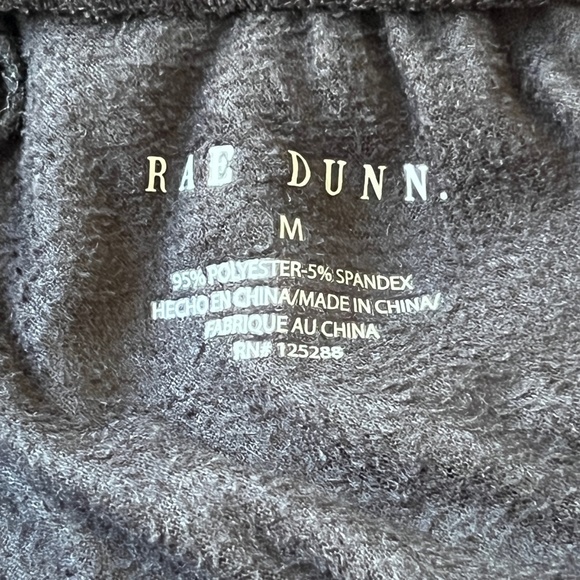 RAE DUNN.
M
95% POLYESTER-5% SPANDEX
HECHO EN CHINA/MADE IN CHINA/
FABRIQUE AU CHINA
RN# 125288